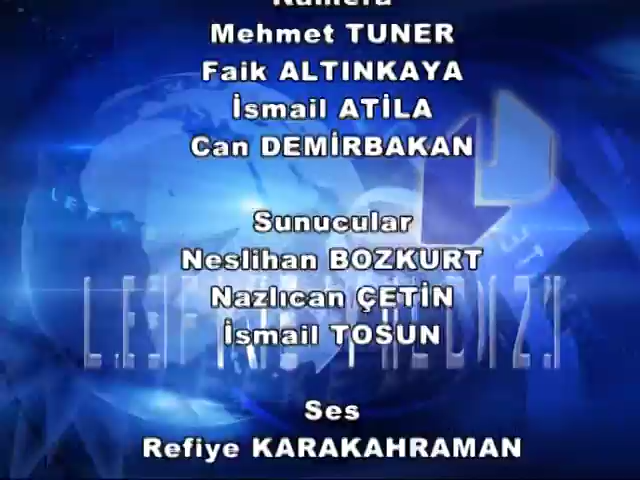 Kamera
Mehmet TUNER
Faik ALTINKAYA
İsmail ATİLA
Can DEMİRBAKAN
Sunucular
Neslihan BOZKURT
Nazlıcan ÇETİN
İsmail TOSUN
Ses
Refiye KARAKAHRAMAN